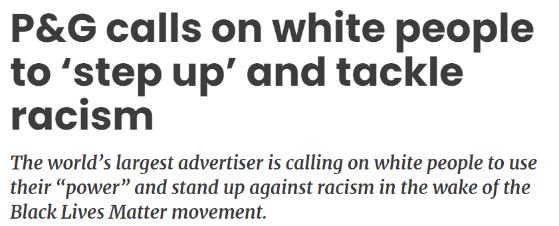 P&G calls on white people
to ‘step up’ and tackle
racism
The world’s largest advertiser is calling on white people to use
their “power” and stand up against racism in the wake of the
Black Lives Matter movement.